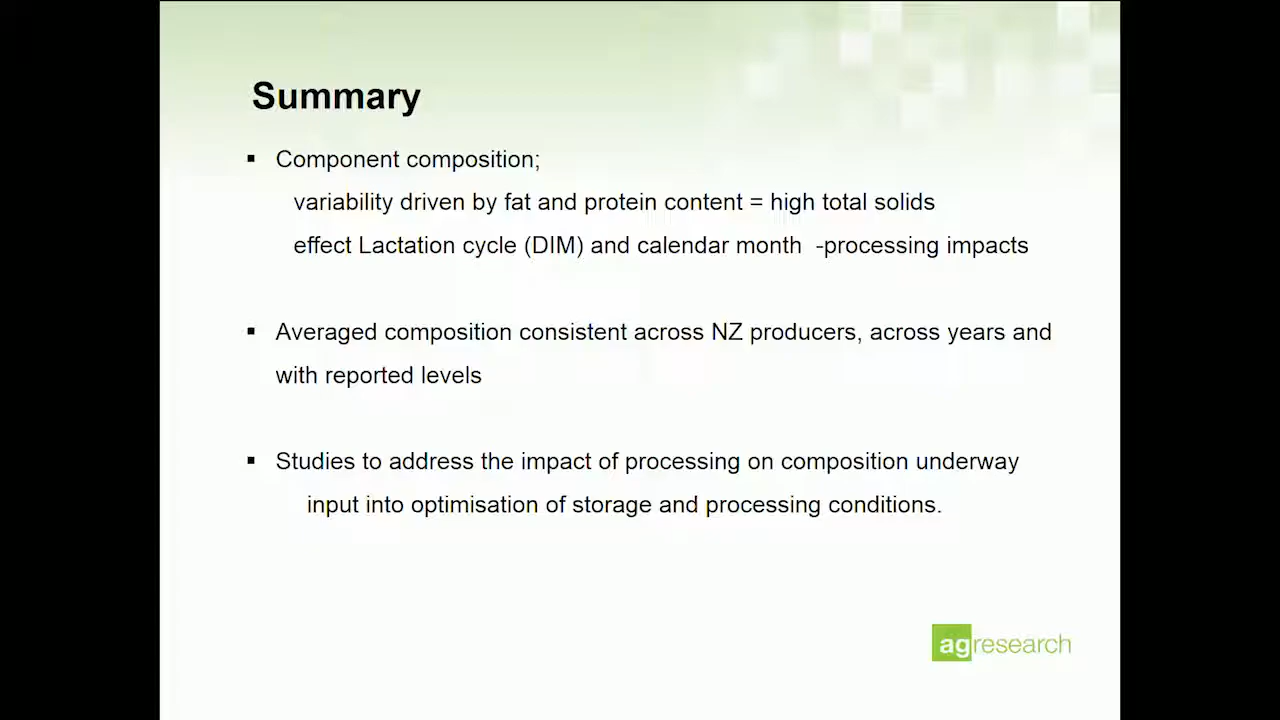 Summary
▪ Component composition;
variability driven by fat and protein content = high total solids
effect Lactation cycle (DIM) and calendar month -processing impacts
▪ Averaged composition consistent across NZ producers, across years and
with reported levels
▪ Studies to address the impact of processing on composition underway
input into optimisation of storage and processing conditions.
agresearch